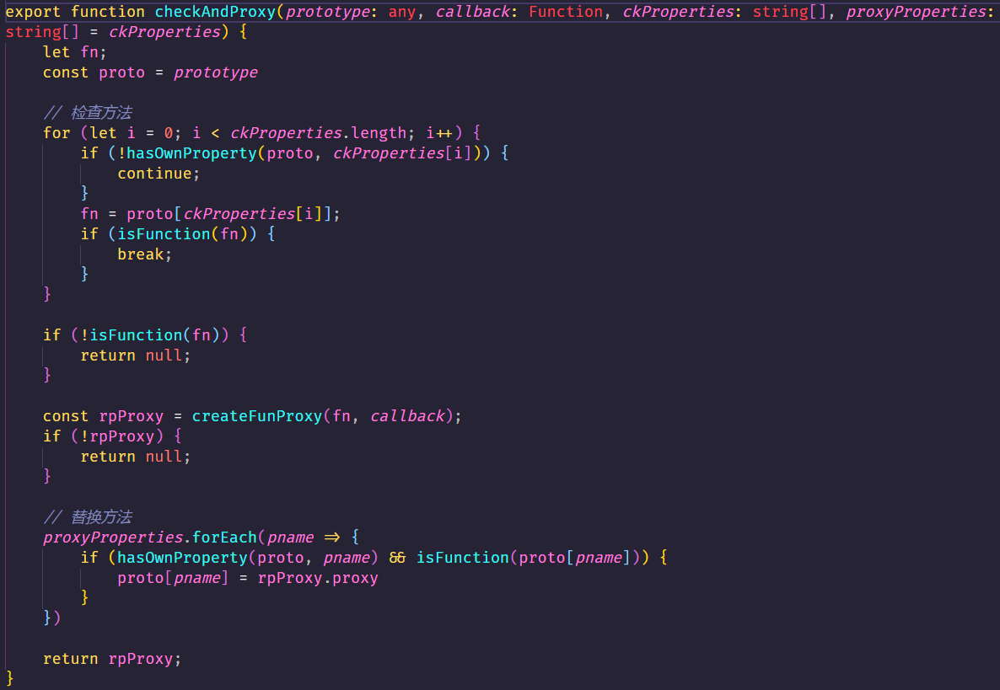 export function checkAndProxy(prototype: any, callback: Function, ckProperties: string[], proxyProperties:
string[] = ckProperties) {
    let fn;
    const proto = prototype

    // 检查方法
    for (let i = 0; i < ckProperties.length; i++) {
        if (!hasOwnProperty(proto, ckProperties[i])) {
            continue;
        }
        fn = proto[ckProperties[i]];
        if (isFunction(fn)) {
            break;
        }
    }

    if (!isFunction(fn)) {
        return null;
    }

    const rpProxy = createFunProxy(fn, callback);
    if (!rpProxy) {
        return null;
    }

    // 替换方法
    proxyProperties.forEach(pname => {
        if (hasOwnProperty(proto, pname) && isFunction(proto[pname])) {
            proto[pname] = rpProxy.proxy
        }
    })

    return rpProxy;
}